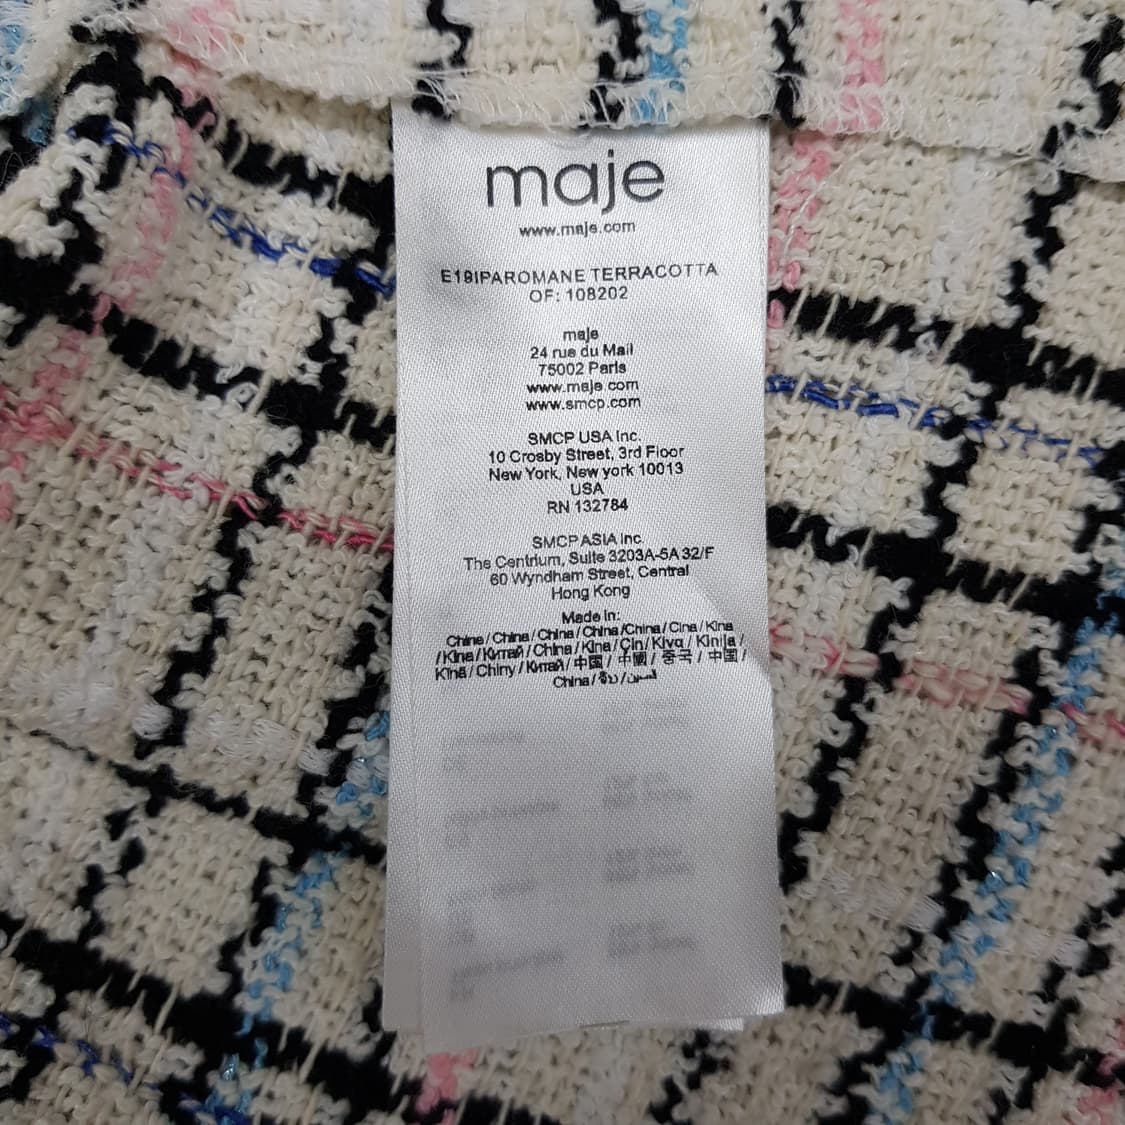 maje
www.maje.com
E19IPAROMANE TERRACOTTA
OF: 108202
maje
24 rue du Mail
75002 Paris
www.maje.com
www.smcp.com
SMCP USA Inc.
10 Crosby Street, 3rd Floor
New York, New york 10013
USA
RN 132784
SMCP ASIA Inc.
The Centrium, Suite 3203A-5A 32/F
60 Wyndham Street, Central
Hong Kong
Made in:
China / China / China / China / China / Cina / Kina
/ Kina / Китай / China / Kina / Çin / Kiva / Kinija /
Kīna / Chiny / Китай / 中国 / 中國 / 중국 / 中国 /
China / / الصين